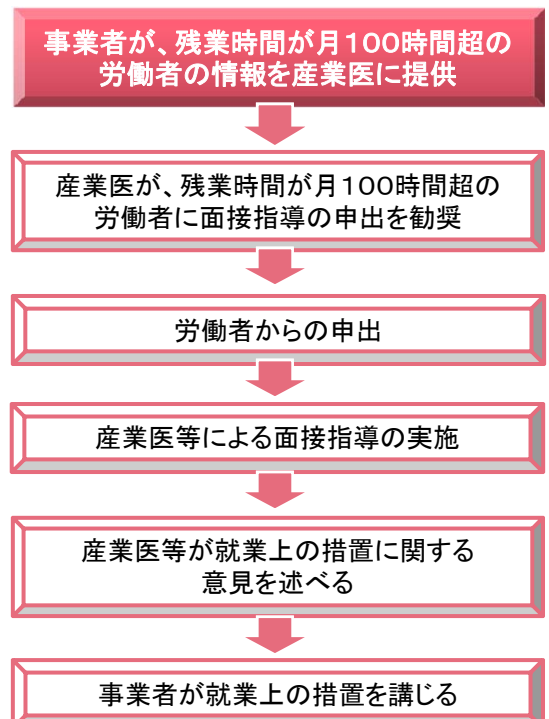 事業者が、残業時間が月１００時間超の
労働者の情報を産業医に提供
産業医が、残業時間が月１００時間超の
労働者に面接指導の申出を勧奨
労働者からの申出
産業医等による面接指導の実施
産業医等が就業上の措置に関する
意見を述べる
事業者が就業上の措置を講じる